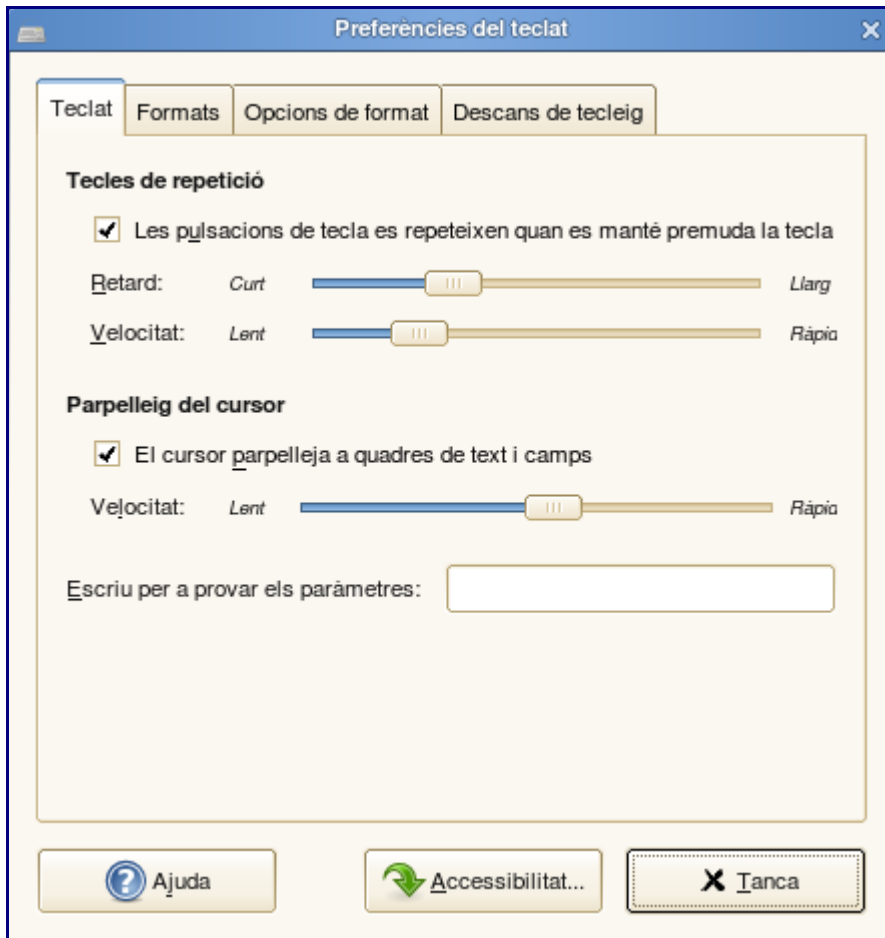 Preferències del teclat
Teclat Formats Opcions de format Descans de tecleig
Tecles de repetició
Les pulsacions de tecla es repeteixen quan es manté premuda la tecla
Retard: Curt Llarg
Velocitat: Lent Ràpid
Parpelleig del cursor
El cursor parpelleja a quadres de text i camps
Velocitat: Lent Ràpid
Escriu per a provar els paràmetres:
Ajuda Accessibilitat... Tanca